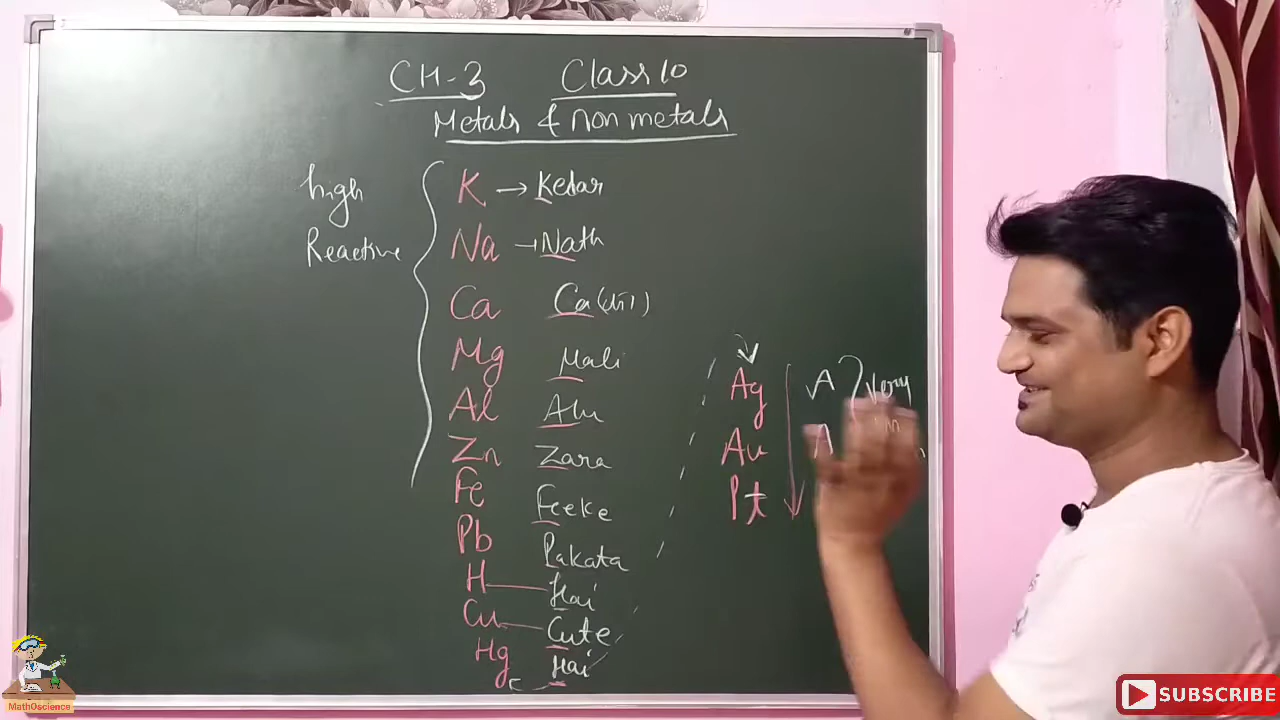 CH-3 Class 10
Metals & non metals
high
Reactive
K → Kedar
Na → Nath
Ca Ca
Mg Mali
Al Alu
Zn Zara
Fe Feeke
Pb Pakata
H Hai
Cu Cute
Hg Hai
Ag A Very
Au A
Pt
MathOscience
SUBSCRIBE